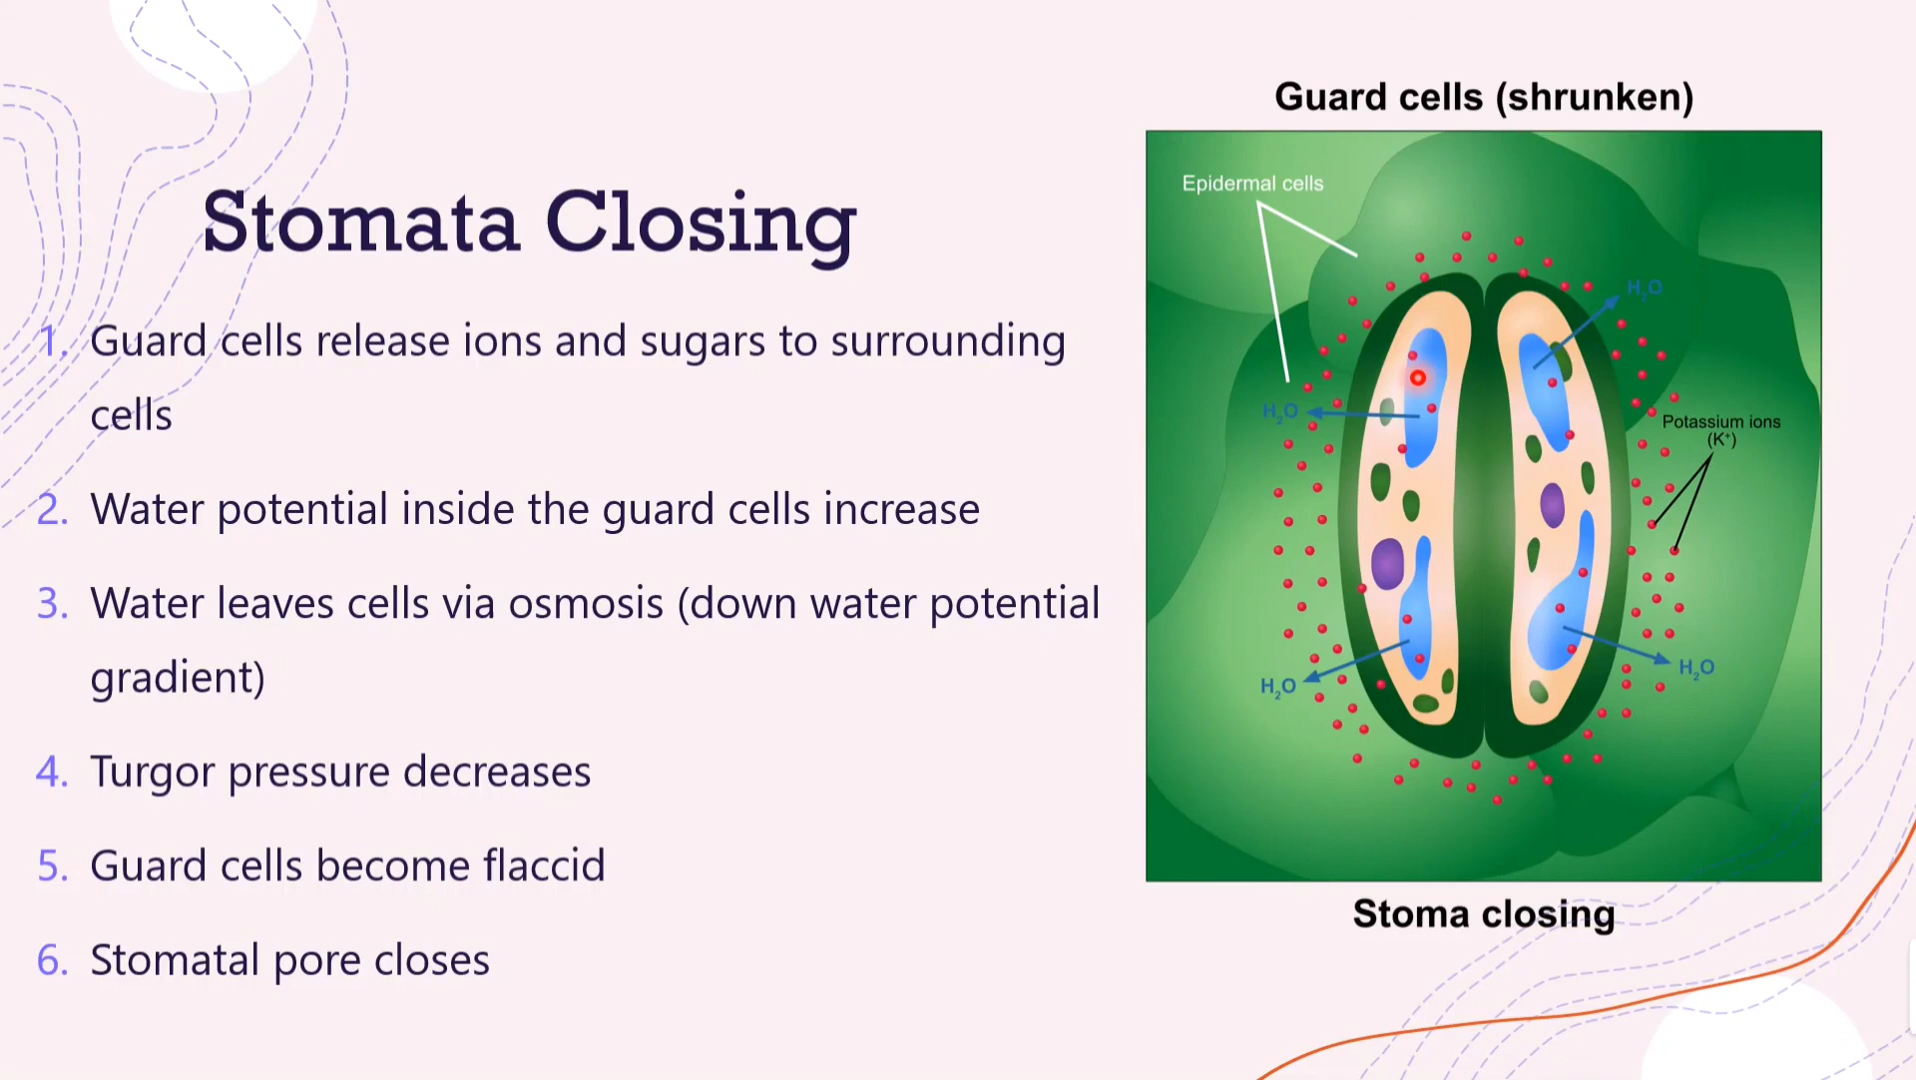 Guard cells (shrunken)
Epidermal cells
Stomata Closing
1. Guard cells release ions and sugars to surrounding
cells
2. Water potential inside the guard cells increase
3. Water leaves cells via osmosis (down water potential
gradient)
4. Turgor pressure decreases
5. Guard cells become flaccid
6. Stomatal pore closes
H₂O
H₂O
Potassium ions
(K⁺)
H₂O
H₂O
Stoma closing